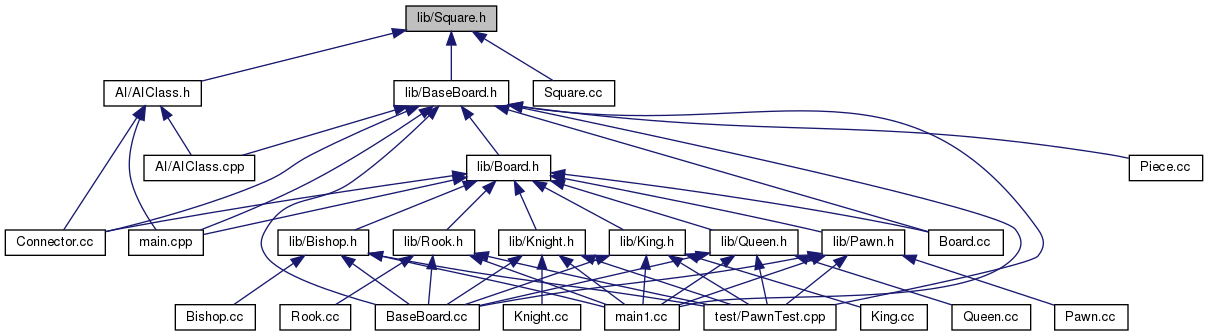 lib/Square.h
AI/AIClass.h
lib/BaseBoard.h
Square.cc
AI/AIClass.cpp
lib/Board.h
Piece.cc
Connector.cc
main.cpp
lib/Bishop.h
lib/Rook.h
lib/Knight.h
lib/King.h
lib/Queen.h
lib/Pawn.h
Board.cc
Bishop.cc
Rook.cc
BaseBoard.cc
Knight.cc
main1.cc
test/PawnTest.cpp
King.cc
Queen.cc
Pawn.cc